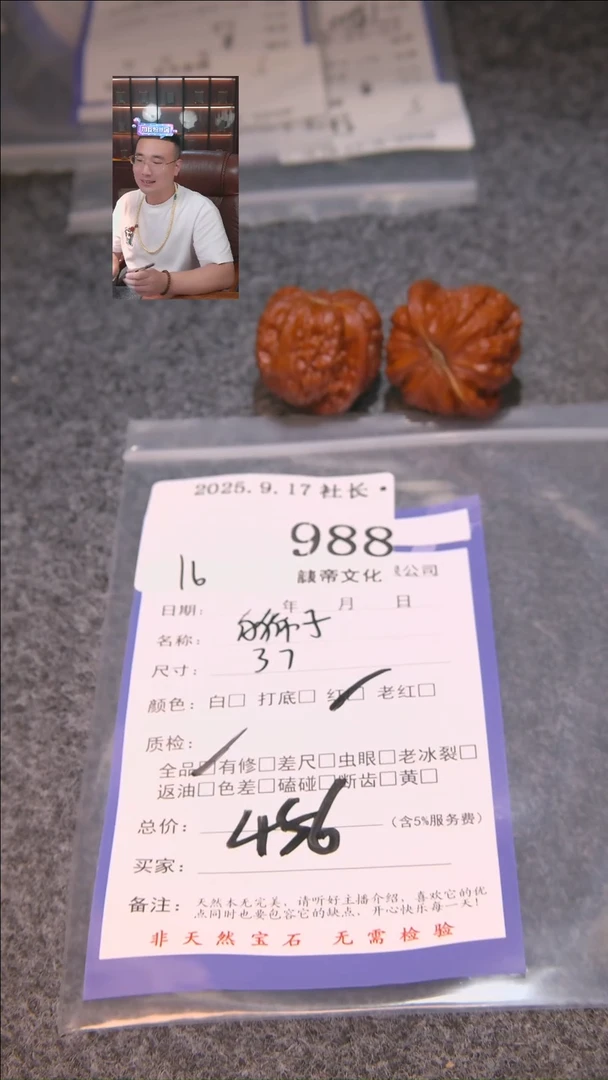 2025.9.17 社长·
988
隶帝文化
限公司
16
日期： 年 月 日
名称： 狮子
尺寸： 37
颜色：白□ 打底□ 红□ 老红□
质检：
全品□有修□差尺□虫眼□老冰裂□
返油□色差□磕碰□断齿□黄□
总价： 456 （含5%服务费）
买家：
备注：天然本无完美，请听好主播介绍，喜欢它的优
点同时也要包容它的缺点，开心快乐每一天！
非天然宝石 无需检验